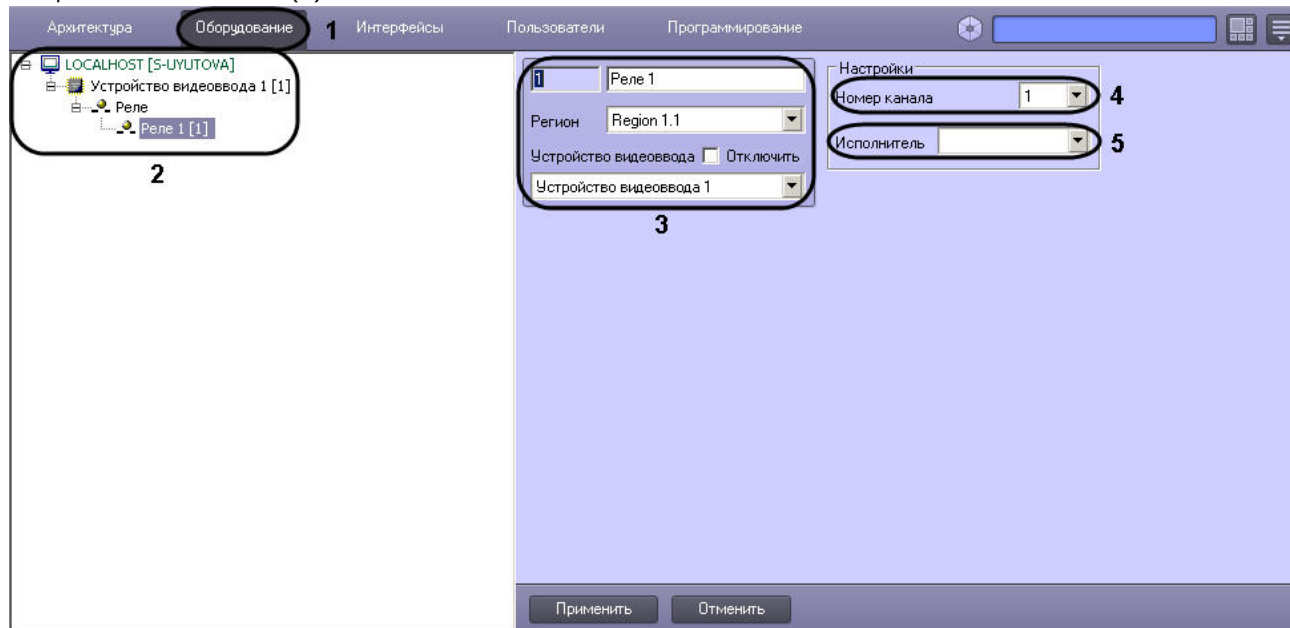 Архитектура Оборудование 1 Интерфейсы Пользователи Программирование
LOCALHOST [S-UYUTOVA]
Устройство видеоввода 1 [1]
Реле
Реле 1 [1]
2
1 Реле 1
Регион Region 1.1
Устройство видеоввода Отключить
Устройство видеоввода 1
3
Настройки
Номер канала 1 4
Исполнитель 5
Применить Отменить